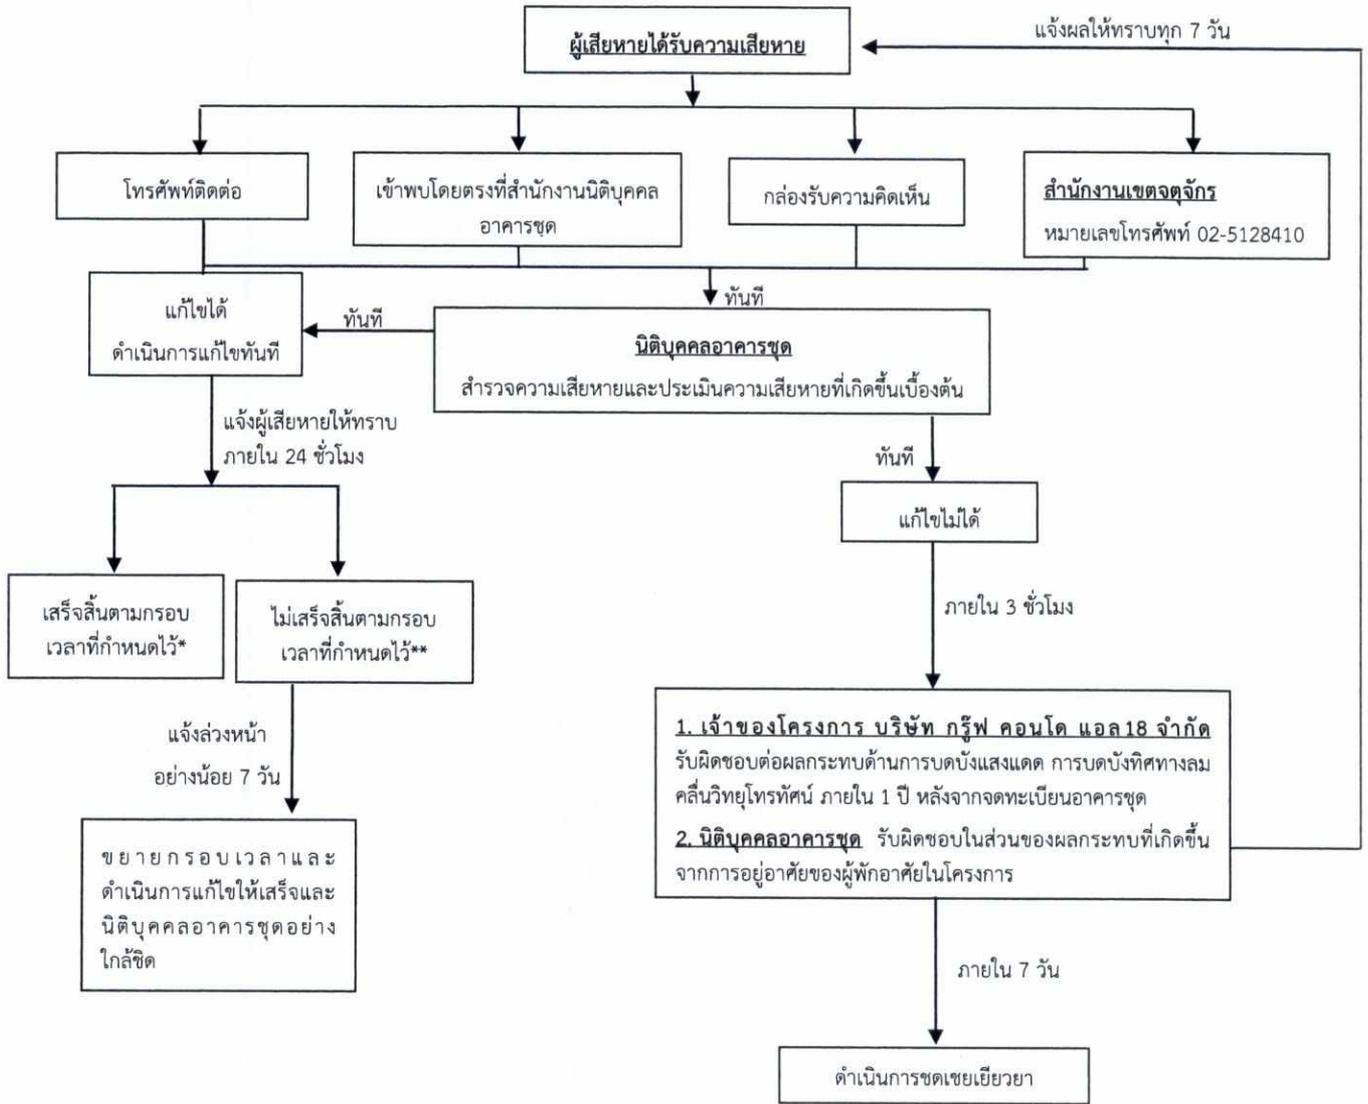 ผู้เสียหายได้รับความเสียหาย
แจ้งผลให้ทราบทุก 7 วัน
โทรศัพท์ติดต่อ
เข้าพบโดยตรงที่สำนักงานนิติบุคคล
อาคารชุด
กล่องรับความคิดเห็น
สำนักงานเขตจตุจักร
หมายเลขโทรศัพท์ 02-5128410
แก้ไขได้
ดำเนินการแก้ไขทันที
ทันที
ทันที
นิติบุคคลอาคารชุด
สำรวจความเสียหายและประเมินความเสียหายที่เกิดขึ้นเบื้องต้น
แจ้งผู้เสียหายให้ทราบ
ภายใน 24 ชั่วโมง
ทันที
แก้ไขไม่ได้
เสร็จสิ้นตามกรอบ
เวลาที่กำหนดไว้*
ไม่เสร็จสิ้นตามกรอบ
เวลาที่กำหนดไว้**
ภายใน 3 ชั่วโมง
แจ้งล่วงหน้า
อย่างน้อย 7 วัน
1. เจ้าของโครงการ บริษัท กรู๊ฟ คอนโด แอล18 จำกัด
รับผิดชอบต่อผลกระทบด้านการบดบังแสงแดด การบดบังทิศทางลม
คลื่นวิทยุโทรทัศน์ ภายใน 1 ปี หลังจากจดทะเบียนอาคารชุด
2. นิติบุคคลอาคารชุด รับผิดชอบในส่วนของผลกระทบที่เกิดขึ้น
จากการอยู่อาศัยของผู้พักอาศัยในโครงการ
ขยายกรอบเวลาและ
ดำเนินการแก้ไขให้เสร็จและ
นิติบุคคลอาคารชุดอย่าง
ใกล้ชิด
ภายใน 7 วัน
ดำเนินการชดเชยเยียวยา